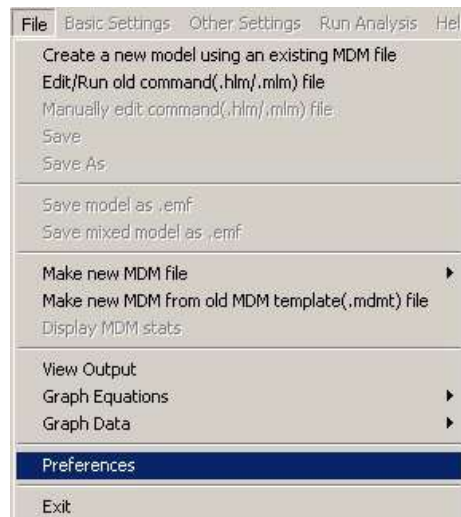 File Basic Settings Other Settings Run Analysis Hel
Create a new model using an existing MDM file
Edit/Run old command(.hlm/.mlm) file
Manually edit command(.hlm/.mlm) file
Save
Save As
Save model as .emf
Save mixed model as .emf
Make new MDM file
Make new MDM from old MDM template(.mdmt) file
Display MDM stats
View Output
Graph Equations
Graph Data
Preferences
Exit